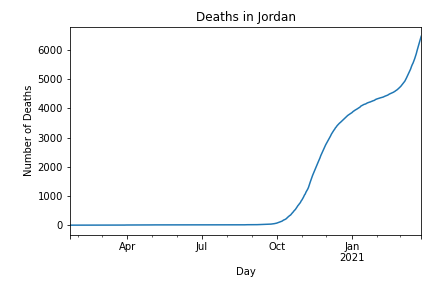 Deaths in Jordan
Number of Deaths
6000
5000
4000
3000
2000
1000
0
Apr
Jul
Oct
Jan
2021
Day